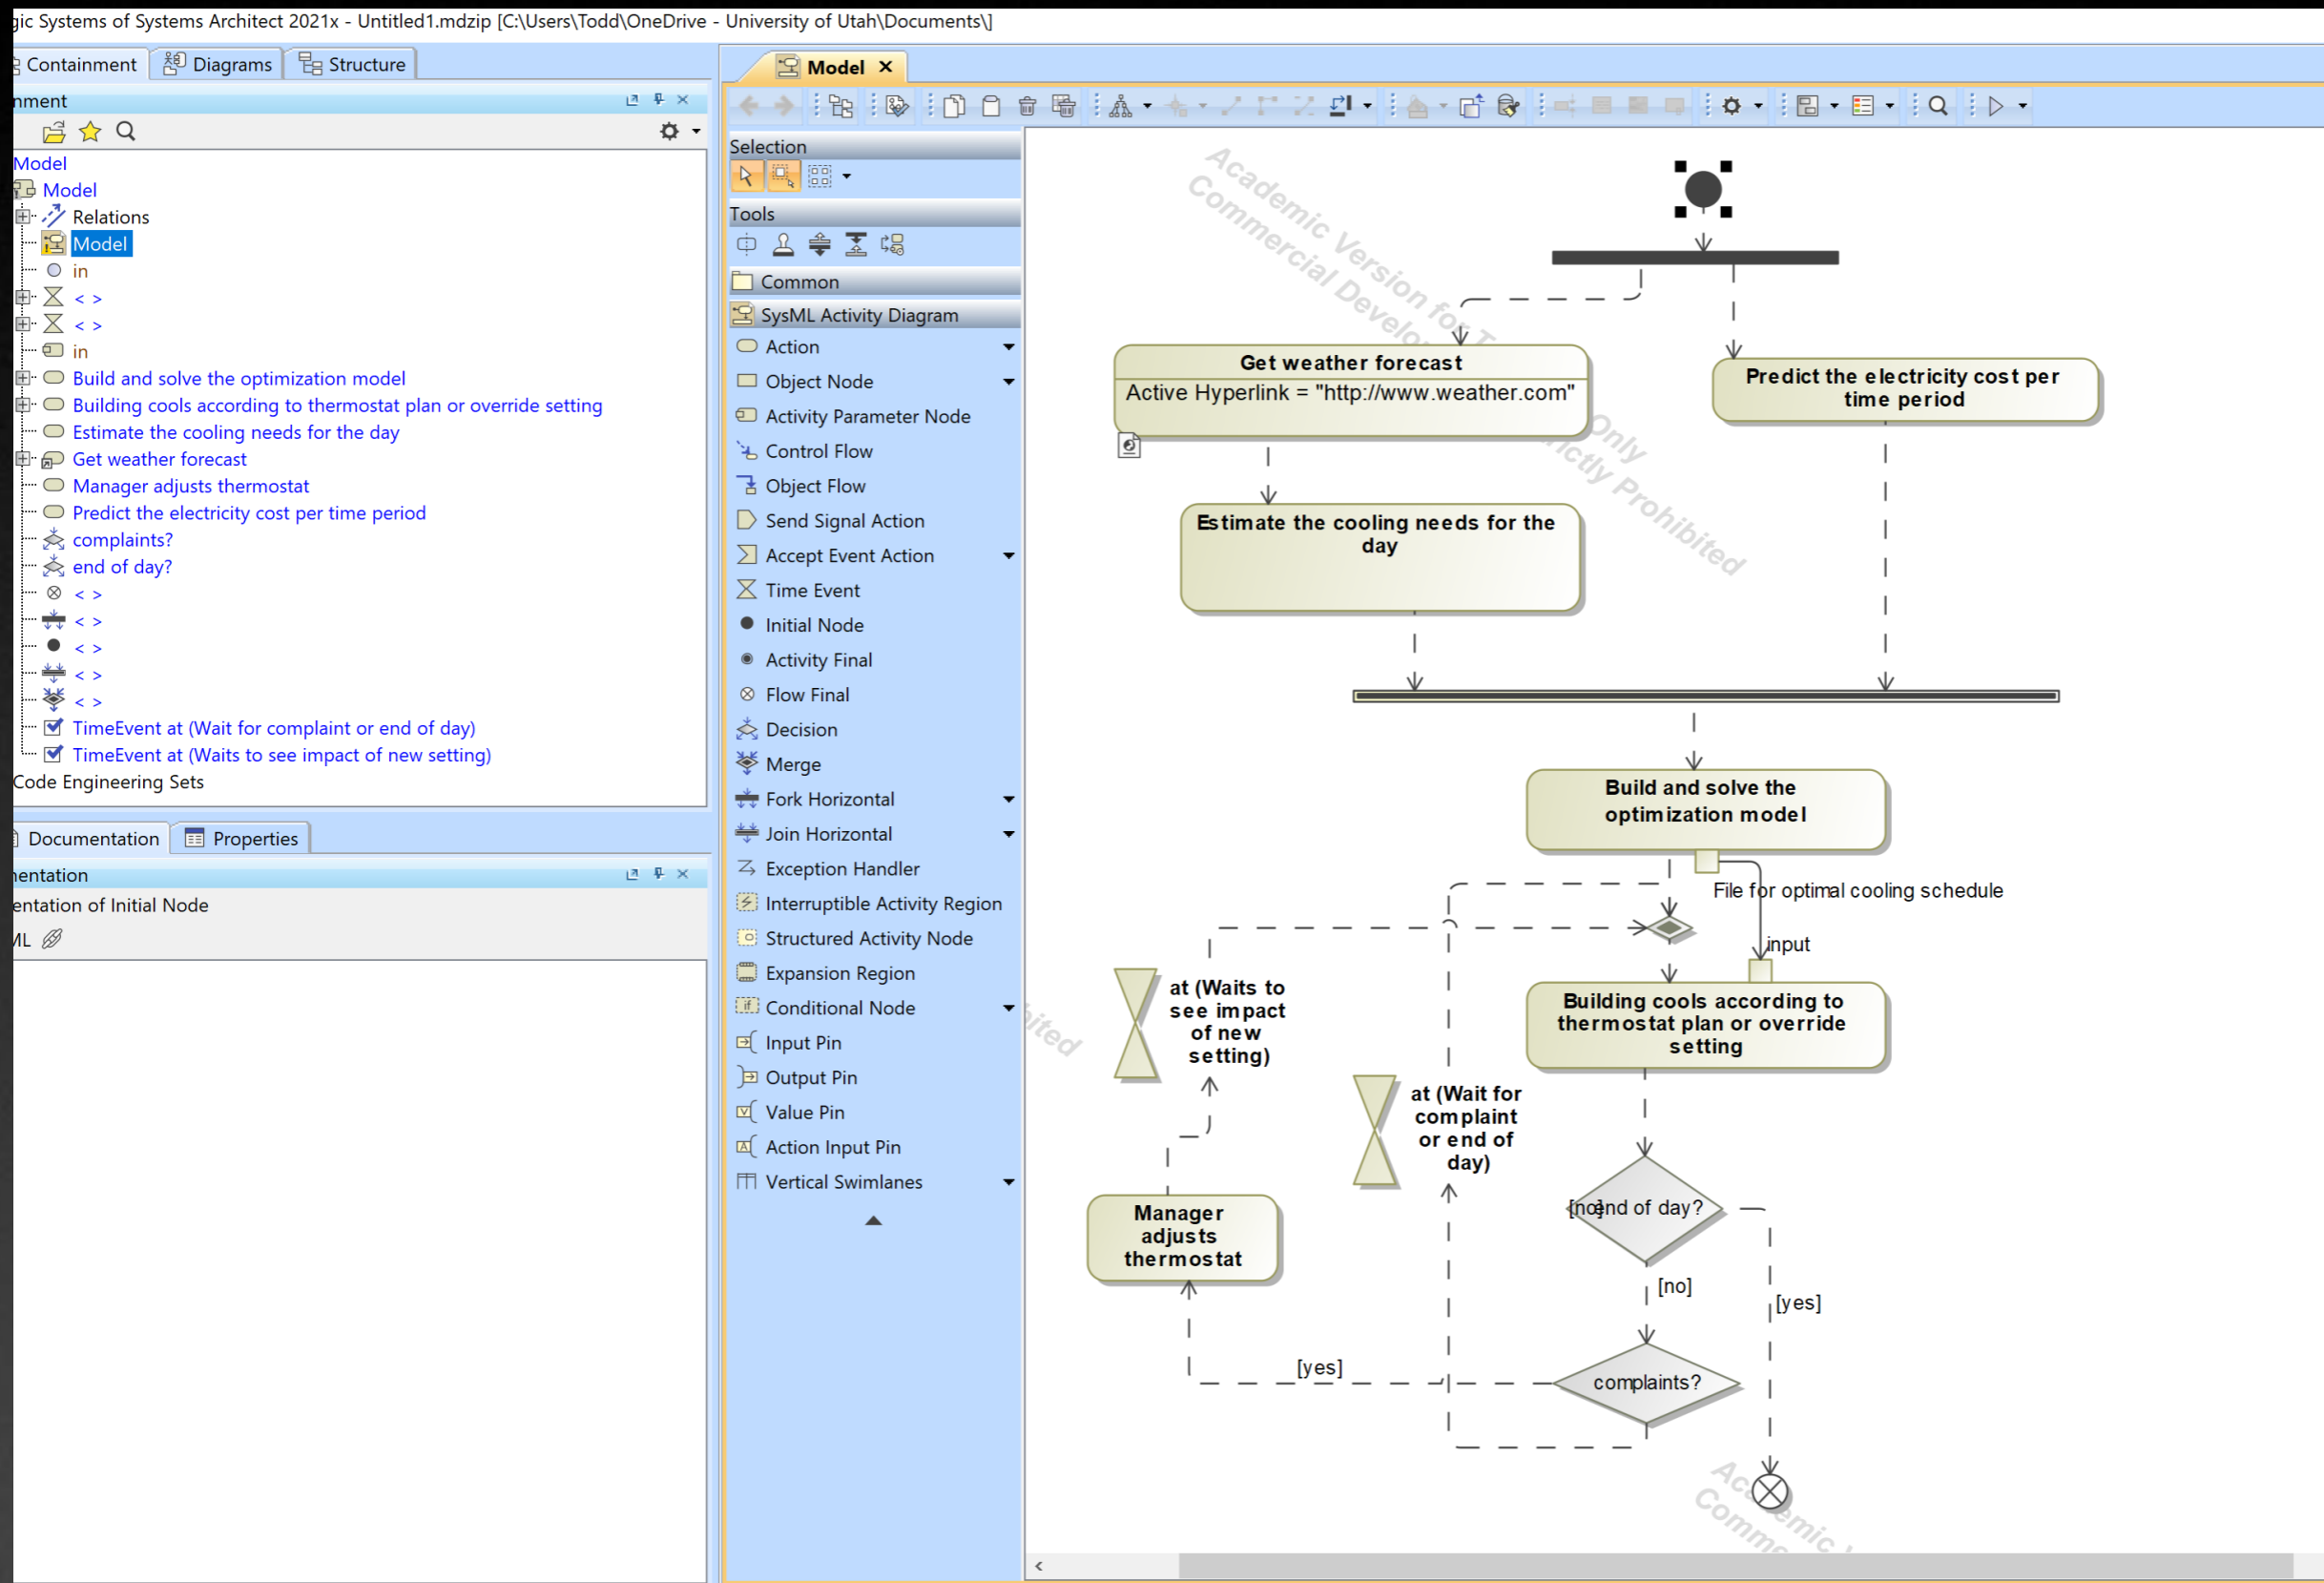 gic Systems of Systems Architect 2021x - Untitled1.mdzip [C:\Users\Todd\OneDrive - University of Utah\Documents\]
Containment
Diagrams
Structure
nment
Model
Model
Relations
Model
in
< >
< >
in
Build and solve the optimization model
Building cools according to thermostat plan or override setting
Estimate the cooling needs for the day
Get weather forecast
Manager adjusts thermostat
Predict the electricity cost per time period
complaints?
end of day?
< >
< >
< >
< >
< >
TimeEvent at (Wait for complaint or end of day)
TimeEvent at (Waits to see impact of new setting)
Code Engineering Sets
Documentation
Properties
nentation
entation of Initial Node
ML
Model
Selection
Tools
Common
SysML Activity Diagram
Action
Object Node
Activity Parameter Node
Control Flow
Object Flow
Send Signal Action
Accept Event Action
Time Event
Initial Node
Activity Final
Flow Final
Decision
Merge
Fork Horizontal
Join Horizontal
Exception Handler
Interruptible Activity Region
Structured Activity Node
Expansion Region
Conditional Node
Input Pin
Output Pin
Value Pin
Action Input Pin
Vertical Swimlanes
Academic Version for T
Commercial Develo
Only
ictly Prohibited
Get weather forecast
Active Hyperlink = "http://www.weather.com"
Predict the electricity cost per
time period
Estimate the cooling needs for the
day
Build and solve the
optimization model
File for optimal cooling schedule
input
Building cools according to
thermostat plan or override
setting
at (Waits to
see impact
of new
setting)
ited
at (Wait for
complaint
or end of
day)
Manager
adjusts
thermostat
[no]
end of day?
[no]
[yes]
[yes]
complaints?
Academic V
Comme